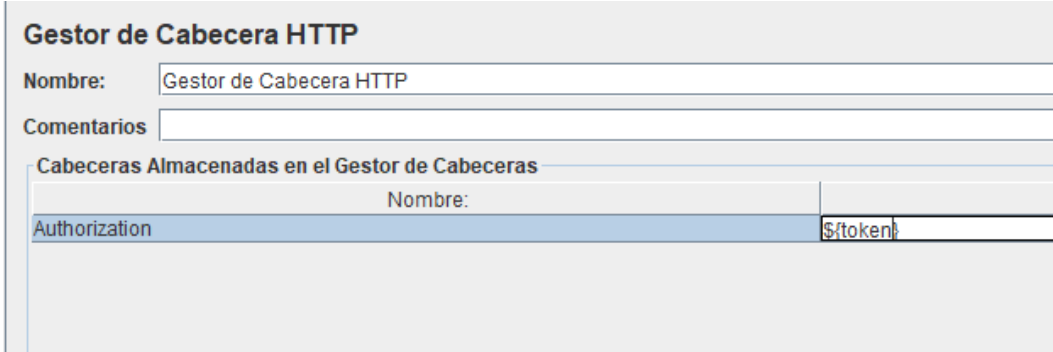 Gestor de Cabecera HTTP
Nombre: Gestor de Cabecera HTTP
Comentarios
Cabeceras Almacenadas en el Gestor de Cabeceras
Nombre:
Authorization ${token}